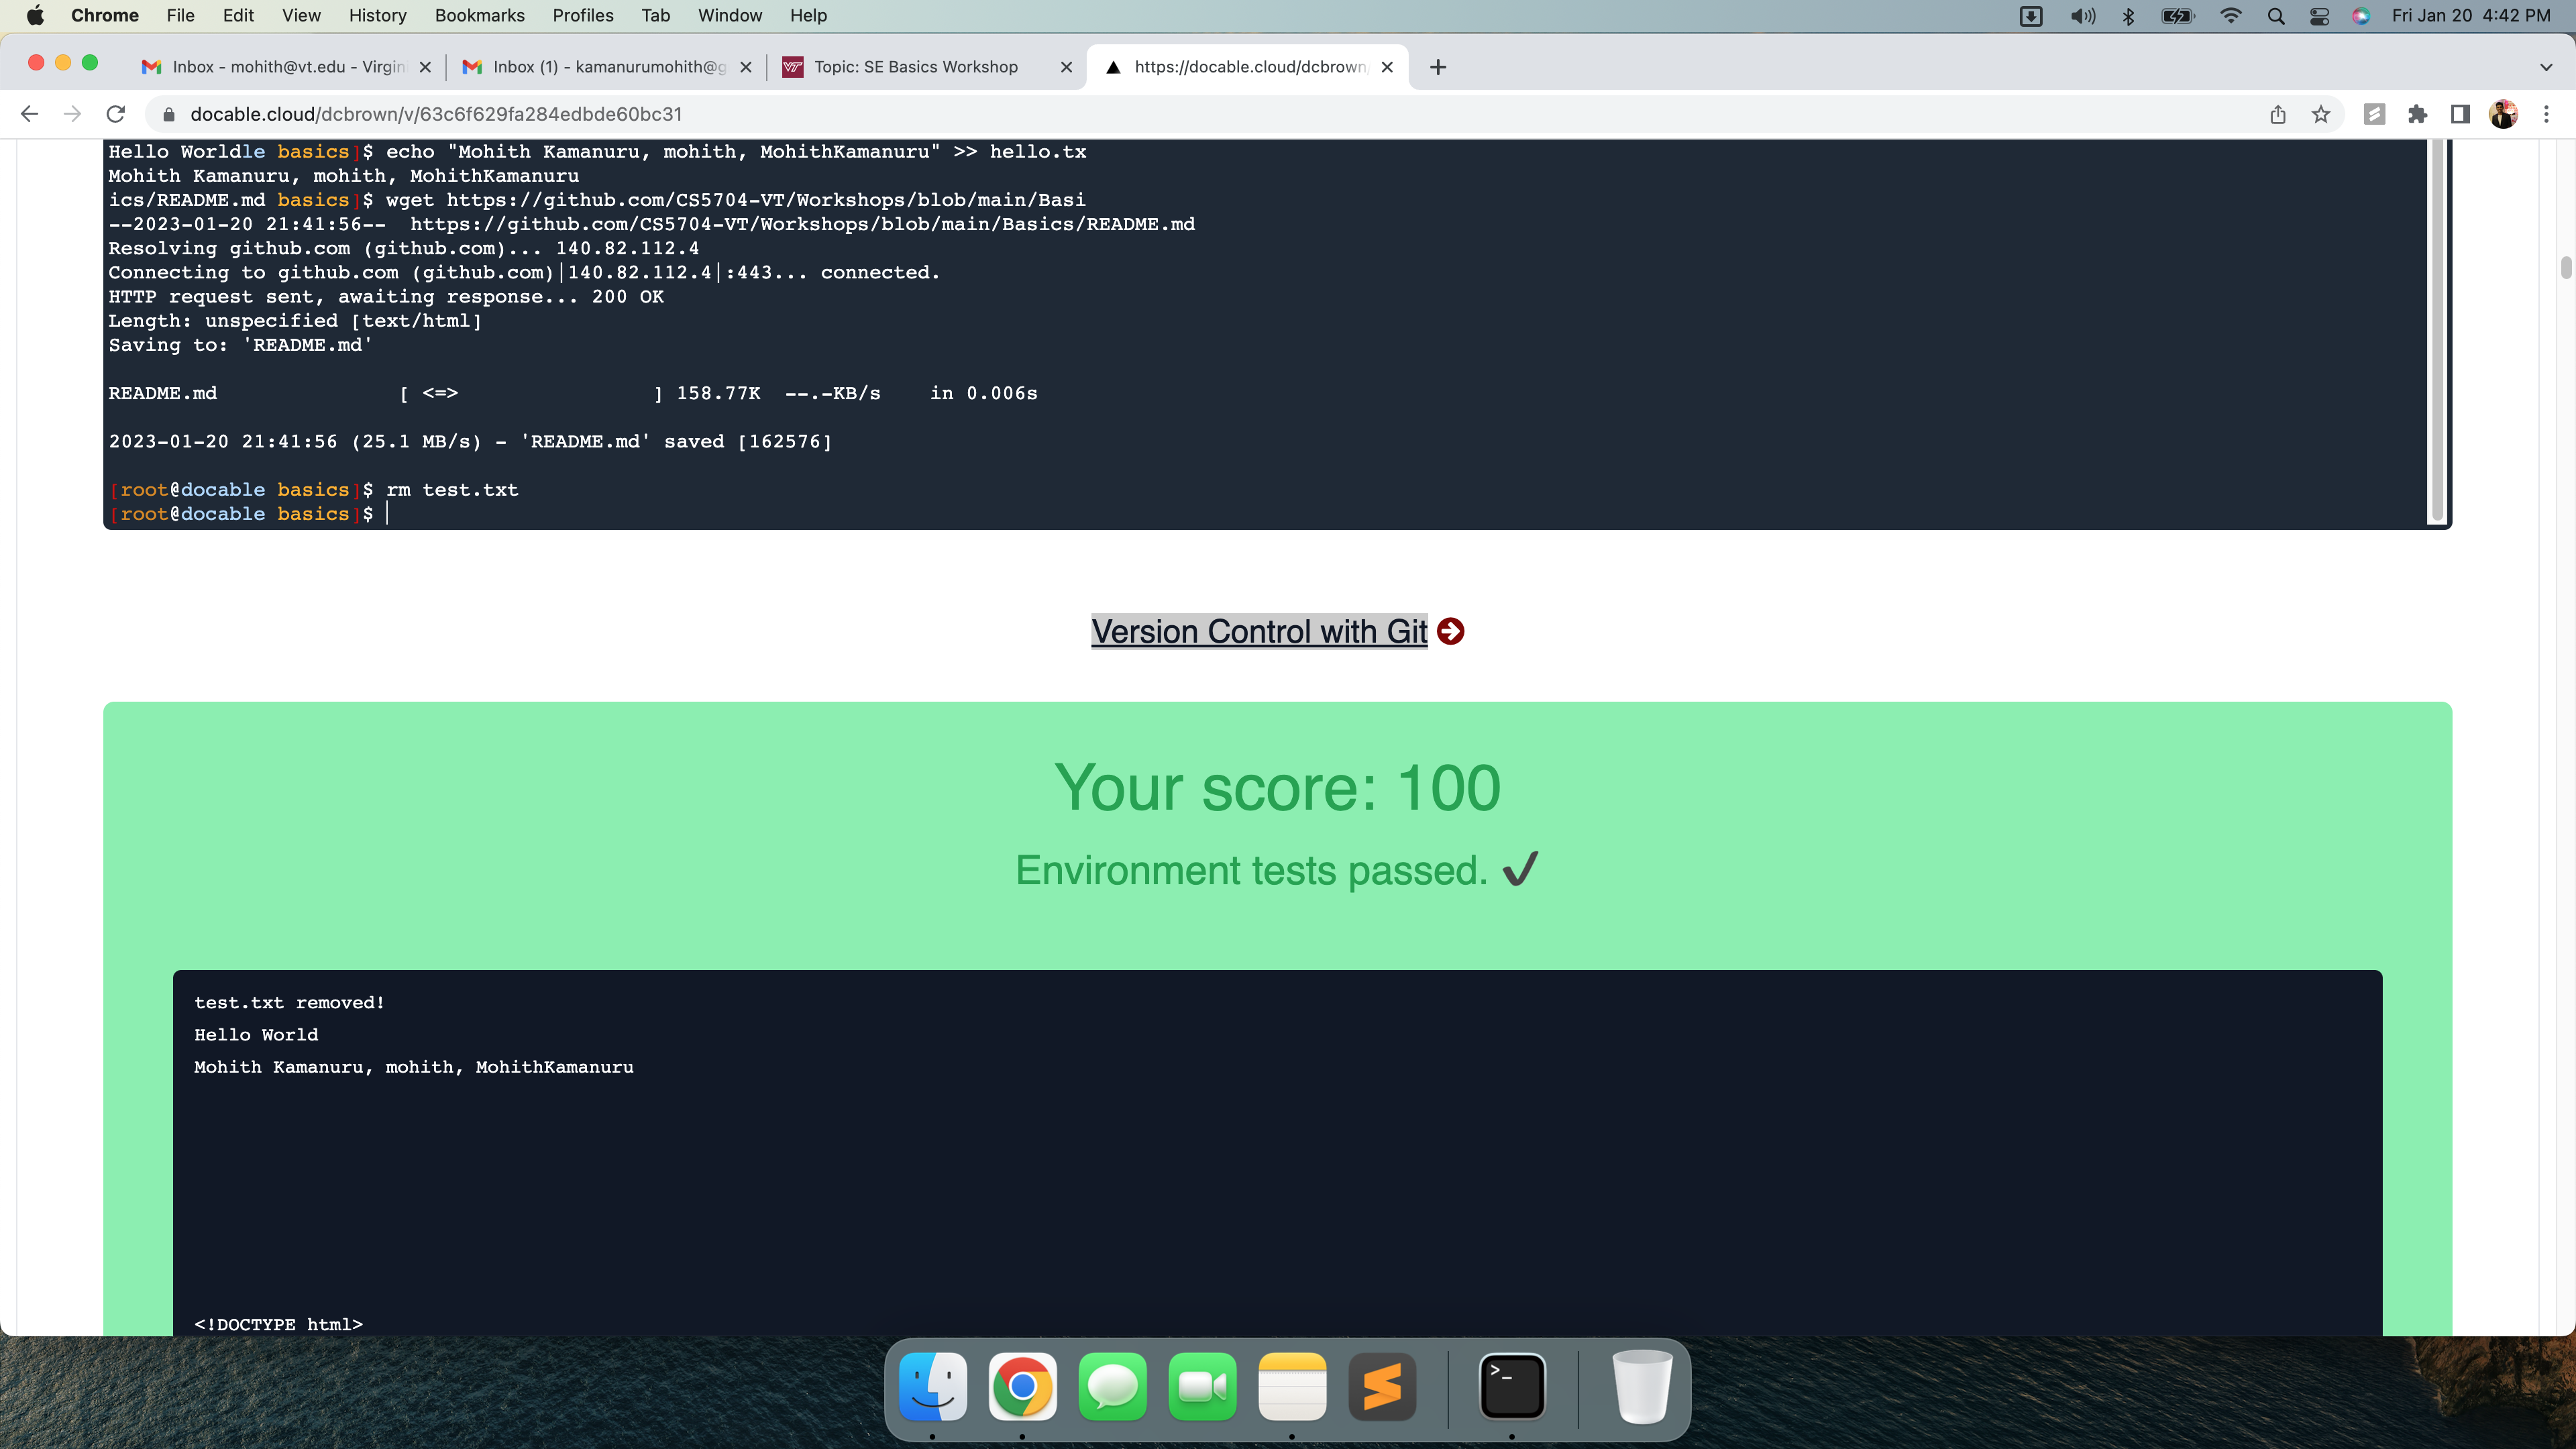 Chrome File Edit View History Bookmarks Profiles Tab Window Help Fri Jan 20 4:42 PM
Inbox - mohith@vt.edu - Virgin Inbox (1) - kamanurumohith@g Topic: SE Basics Workshop https://docable.cloud/dcbrown
docable.cloud/dcbrown/v/63c6f629fa284edbde60bc31
Hello Worldle basics]$ echo "Mohith Kamanuru, mohith, MohithKamanuru" >> hello.tx
Mohith Kamanuru, mohith, MohithKamanuru
ics/README.md basics]$ wget https://github.com/CS5704-VT/Workshops/blob/main/Basi
--2023-01-20 21:41:56-- https://github.com/CS5704-VT/Workshops/blob/main/Basics/README.md
Resolving github.com (github.com)... 140.82.112.4
Connecting to github.com (github.com)|140.82.112.4|:443... connected.
HTTP request sent, awaiting response... 200 OK
Length: unspecified [text/html]
Saving to: 'README.md'
README.md [ <=> ] 158.77K --.-KB/s in 0.006s
2023-01-20 21:41:56 (25.1 MB/s) - 'README.md' saved [162576]
[root@docable basics]$ rm test.txt
[root@docable basics]$
Version Control with Git
Your score: 100
Environment tests passed. ✔
test.txt removed!
Hello World
Mohith Kamanuru, mohith, MohithKamanuru
<!DOCTYPE html>